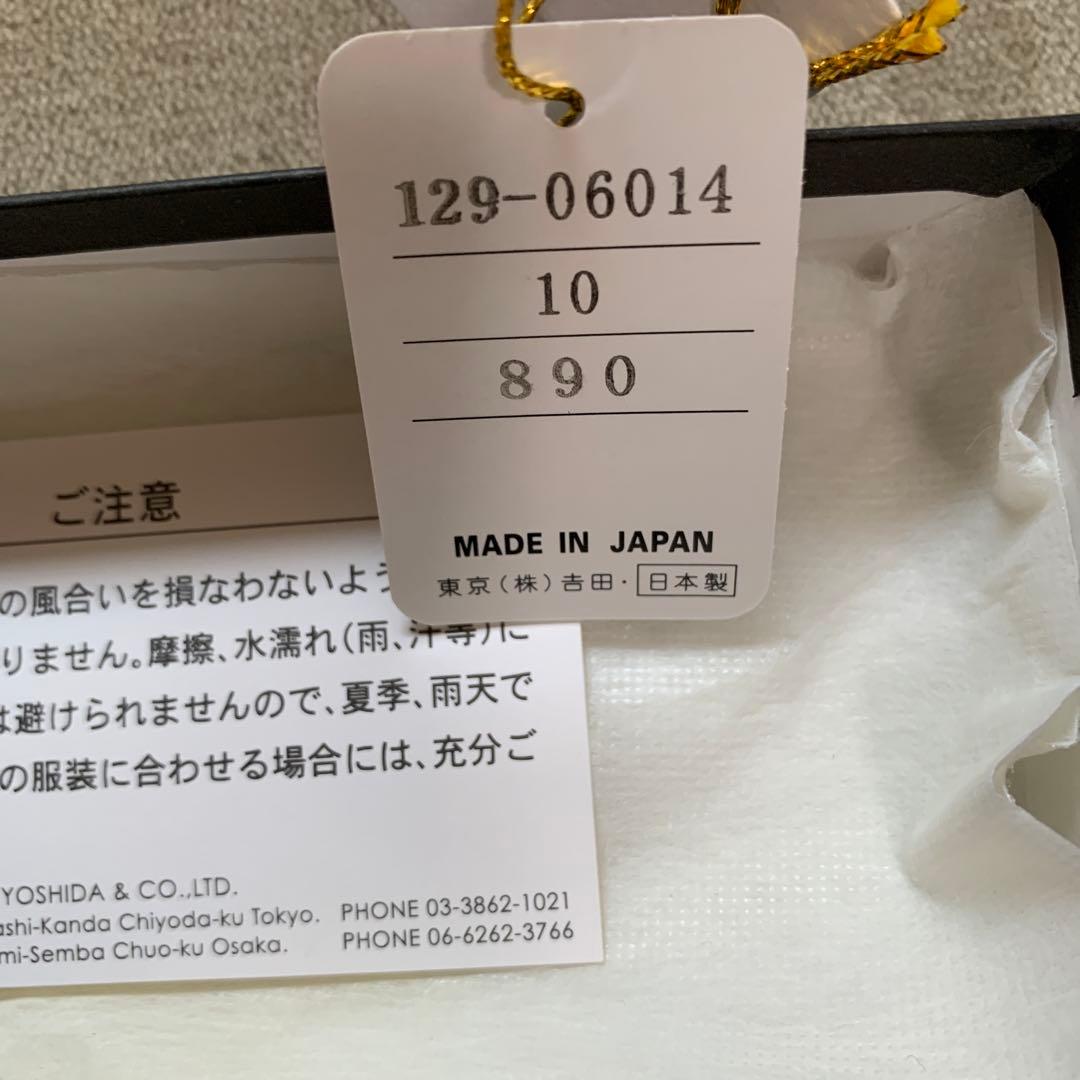 129-06014
10
890
MADE IN JAPAN
東京(株)吉田・日本製
ご注意
の風合いを損なわないよう
りません。摩擦、水濡れ(雨、汗等)に
は避けられませんので、夏季、雨天で
の服装に合わせる場合には、充分ご
YOSHIDA & CO.,LTD.
ashi-Kanda Chiyoda-ku Tokyo. PHONE 03-3862-1021
mi-Semba Chuo-ku Osaka. PHONE 06-6262-3766